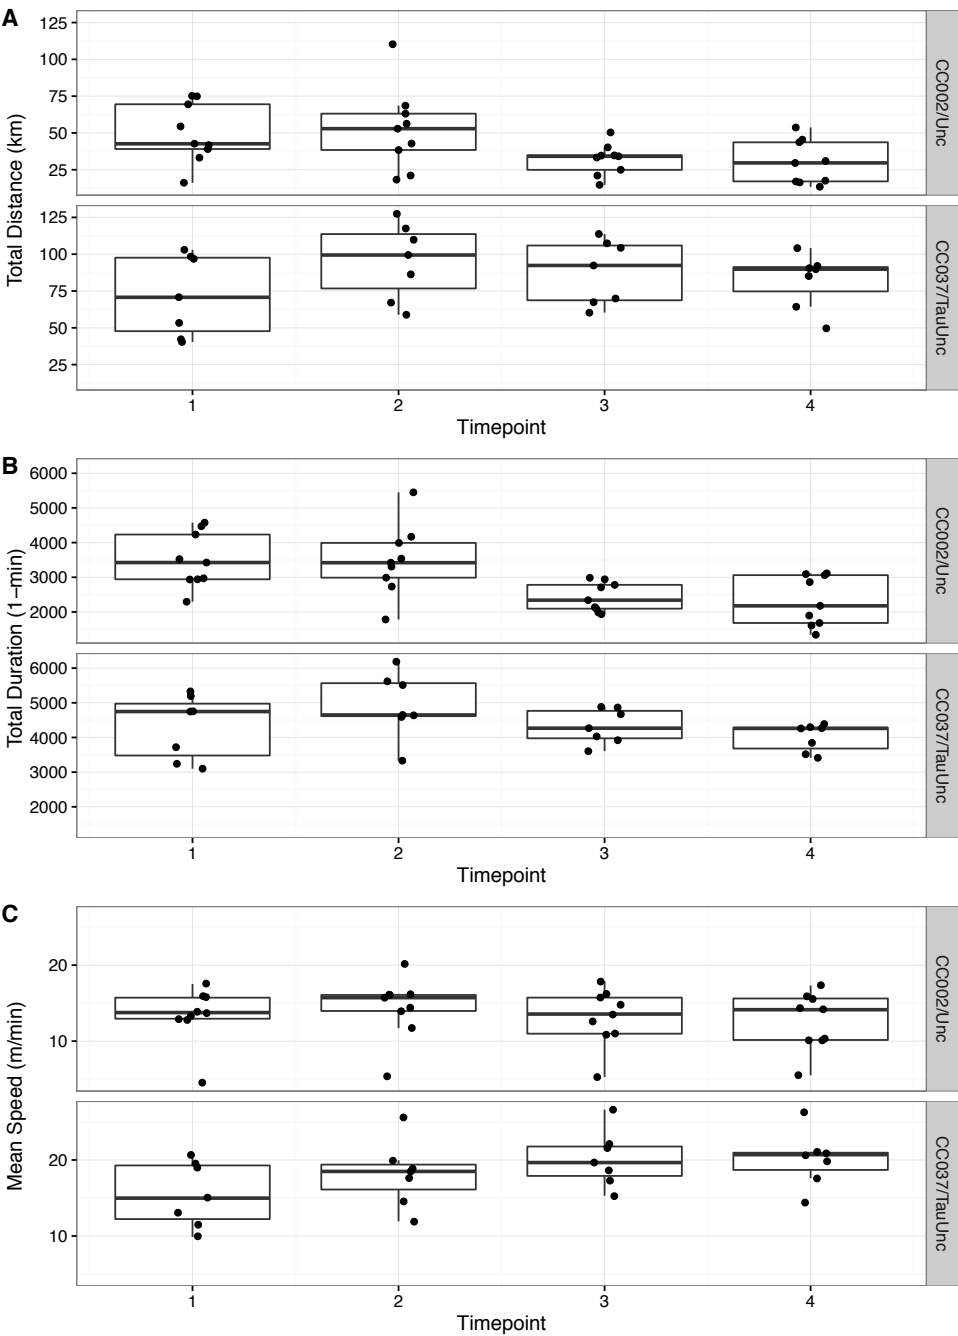 A
Total Distance (km)
125
100
75
50
25
CC002/Unc
125
100
75
50
25
CC037/TauUnc
1 2 3 4
Timepoint
B
Total Duration (1−min)
6000
5000
4000
3000
2000
CC002/Unc
6000
5000
4000
3000
2000
CC037/TauUnc
1 2 3 4
Timepoint
C
Mean Speed (m/min)
20
10
CC002/Unc
20
10
CC037/TauUnc
1 2 3 4
Timepoint